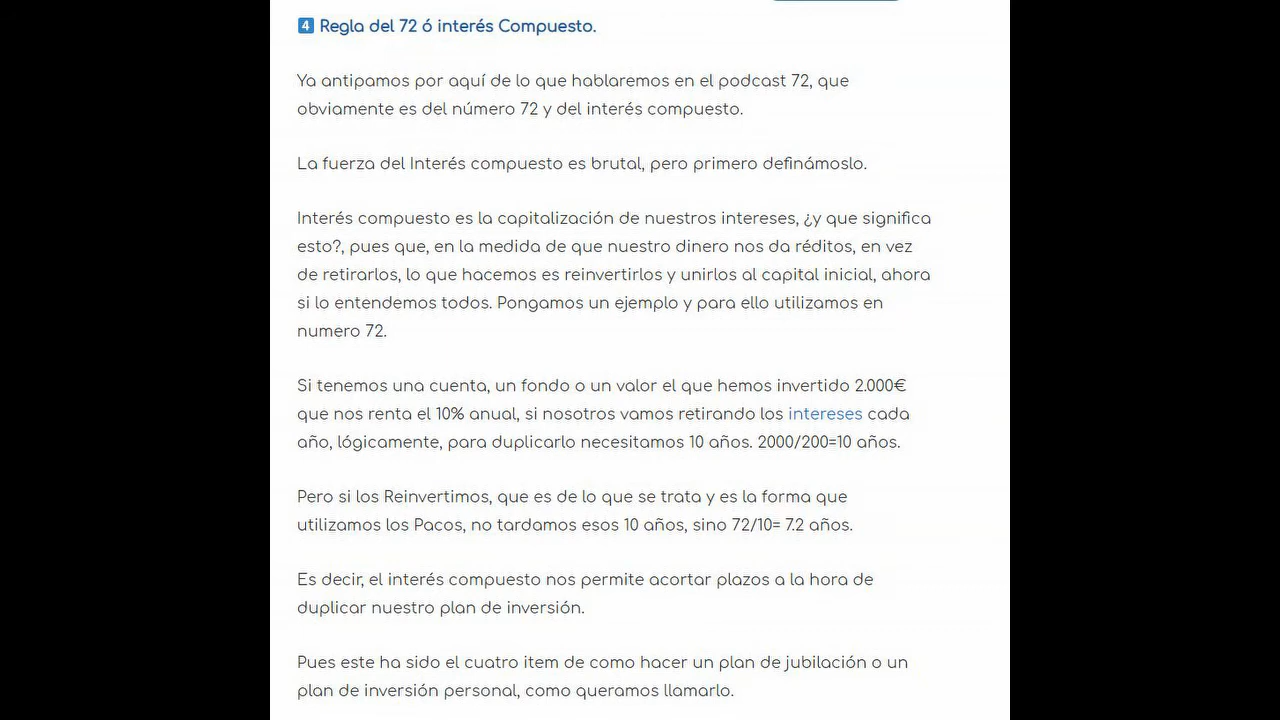 4 Regla del 72 ó interés Compuesto.
Ya antipamos por aquí de lo que hablaremos en el podcast 72, que
obviamente es del número 72 y del interés compuesto.
La fuerza del Interés compuesto es brutal, pero primero definámoslo.
Interés compuesto es la capitalización de nuestros intereses, ¿y que significa
esto?, pues que, en la medida de que nuestro dinero nos da réditos, en vez
de retirarlos, lo que hacemos es reinvertirlos y unirlos al capital inicial, ahora
si lo entendemos todos. Pongamos un ejemplo y para ello utilizamos en
numero 72.
Si tenemos una cuenta, un fondo o un valor el que hemos invertido 2.000€
que nos renta el 10% anual, si nosotros vamos retirando los intereses cada
año, lógicamente, para duplicarlo necesitamos 10 años. 2000/200=10 años.
Pero si los Reinvertimos, que es de lo que se trata y es la forma que
utilizamos los Pacos, no tardamos esos 10 años, sino 72/10= 7.2 años.
Es decir, el interés compuesto nos permite acortar plazos a la hora de
duplicar nuestro plan de inversión.
Pues este ha sido el cuatro item de como hacer un plan de jubilación o un
plan de inversión personal, como queramos llamarlo.